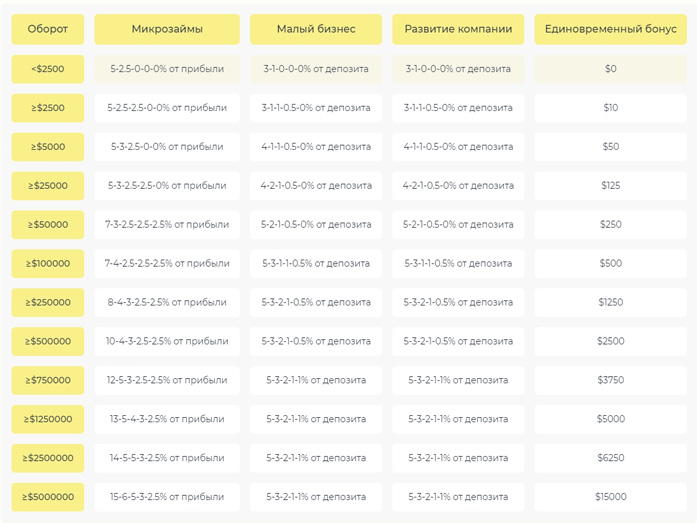 Оборот Микрозаймы Малый бизнес Развитие компании Единовременный бонус
<$2500 5-2.5-0-0-0% от прибыли 3-1-0-0-0% от депозита 3-1-0-0-0% от депозита $0
≥$2500 5-2.5-2.5-0-0% от прибыли 3-1-1-0.5-0% от депозита 3-1-1-0.5-0% от депозита $10
≥$5000 5-3-2.5-0-0% от прибыли 4-1-1-0.5-0% от депозита 4-1-1-0.5-0% от депозита $50
≥$25000 5-3-2.5-2.5-0% от прибыли 4-2-1-0.5-0% от депозита 4-2-1-0.5-0% от депозита $125
≥$50000 7-3-2.5-2.5-2.5% от прибыли 5-2-1-0.5-0% от депозита 5-2-1-0.5-0% от депозита $250
≥$100000 7-4-2.5-2.5-2.5% от прибыли 5-3-1-1-0.5% от депозита 5-3-1-1-0.5% от депозита $500
≥$250000 8-4-3-2.5-2.5% от прибыли 5-3-2-1-0.5% от депозита 5-3-2-1-0.5% от депозита $1250
≥$500000 10-4-3-2.5-2.5% от прибыли 5-3-2-1-0.5% от депозита 5-3-2-1-0.5% от депозита $2500
≥$750000 12-5-3-2.5-2.5% от прибыли 5-3-2-1-1% от депозита 5-3-2-1-1% от депозита $3750
≥$1250000 13-5-4-3-2.5% от прибыли 5-3-2-1-1% от депозита 5-3-2-1-1% от депозита $5000
≥$2500000 14-5-5-3-2.5% от прибыли 5-3-2-1-1% от депозита 5-3-2-1-1% от депозита $6250
≥$5000000 15-6-5-3-2.5% от прибыли 5-3-2-1-1% от депозита 5-3-2-1-1% от депозита $15000